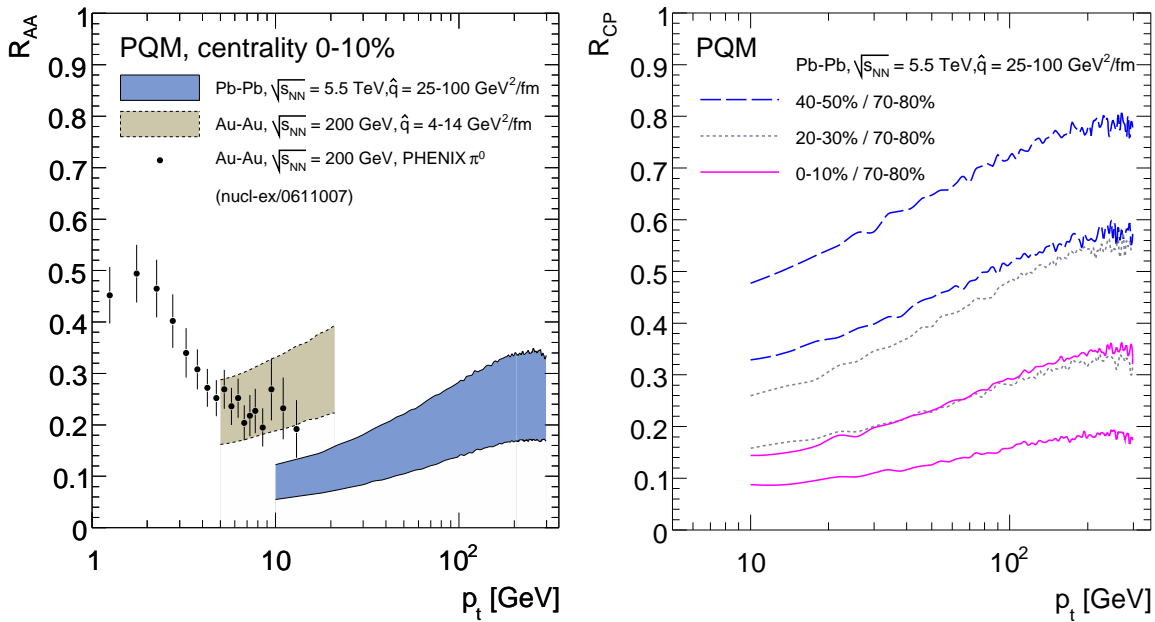 R_AA
1
0.9
0.8
0.7
0.6
0.5
0.4
0.3
0.2
0.1
0
PQM, centrality 0-10%
Pb-Pb, √s_NN = 5.5 TeV, q̂ = 25-100 GeV²/fm
Au-Au, √s_NN = 200 GeV, q̂ = 4-14 GeV²/fm
Au-Au, √s_NN = 200 GeV, PHENIX π⁰
(nucl-ex/0611007)
1 10 10²
p_t [GeV]
R_CP
1
0.9
0.8
0.7
0.6
0.5
0.4
0.3
0.2
0.1
0
PQM
Pb-Pb, √s_NN = 5.5 TeV, q̂ = 25-100 GeV²/fm
40-50% / 70-80%
20-30% / 70-80%
0-10% / 70-80%
10 10²
p_t [GeV]